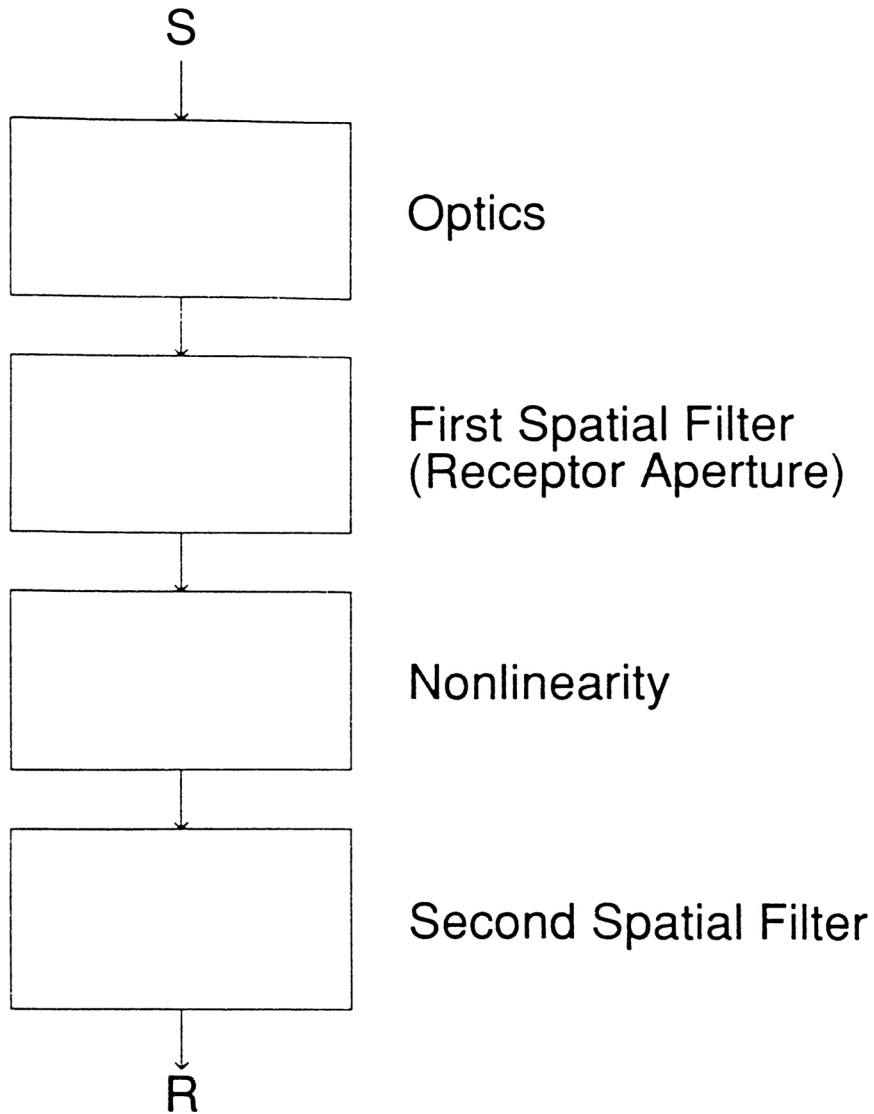 S
Optics
First Spatial Filter
(Receptor Aperture)
Nonlinearity
Second Spatial Filter
R